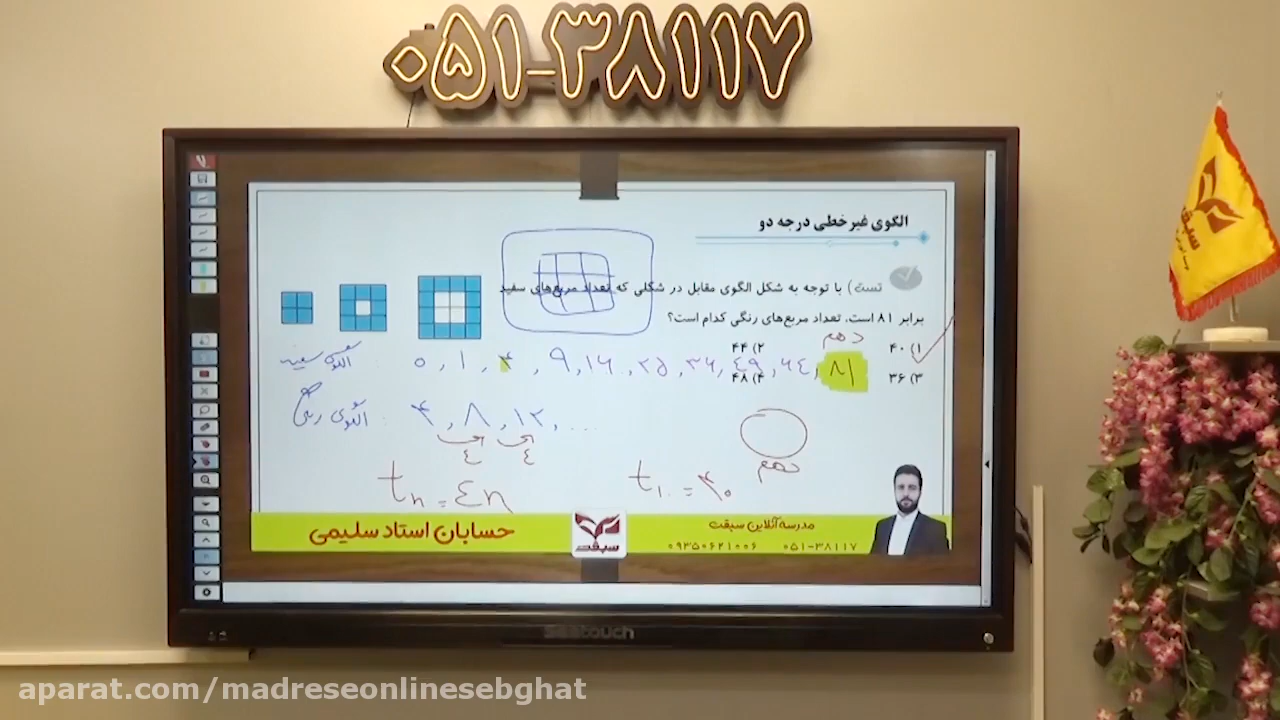 ۰۵۱-۳۸۱۱۷
الگوی غیرخطی درجه دو
تست) با توجه به شکل الگوی مقابل در شکلی که تعداد مربع‌های سفید
برابر ۸۱ است، تعداد مربع‌های رنگی کدام است؟
۱) ۴۰
۲) ۴۴
۳) ۳۶
۴) ۴۸
دهم
الگوی سفید
۰, ۱, ۴, ۹, ۱۶, ۲۵, ۳۶, ۴۹, ۶۴, ۸۱
الگوی رنگی: ۴, ۸, ۱۲, ...
۴ ۴
دهم
tn = ۴n
t۱۰ = ۴۰
حسابان استاد سلیمی
سبقت
مدرسه آنلاین سبقت
۰۹۳۵۰۶۲۱۰۰۶ ۰۵۱-۳۸۱۱۷
سبقت
Seetouch
aparat.com/madreseonlinesebghat